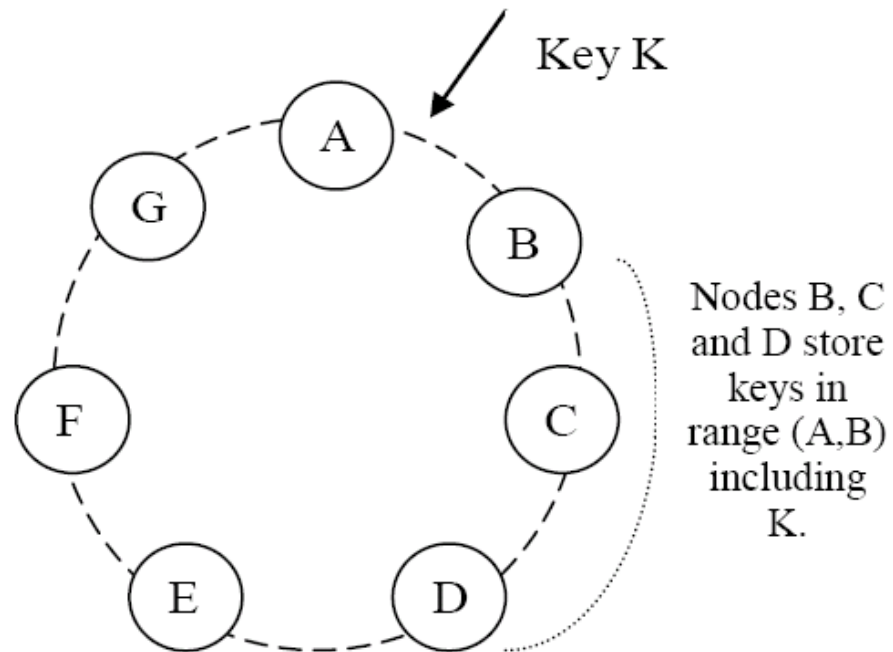 Key K
A
B
C
D
E
F
G
Nodes B, C
and D store
keys in
range (A,B)
including
K.